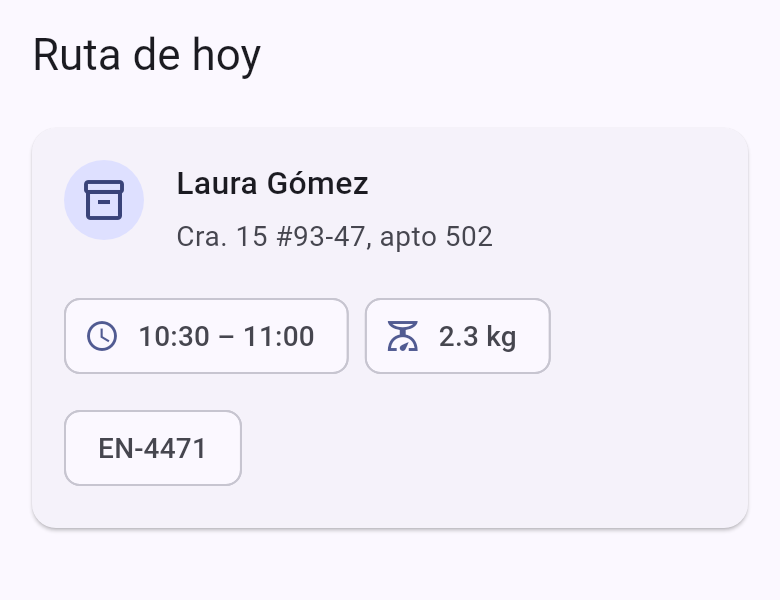 Ruta de hoy
Laura Gómez
Cra. 15 #93-47, apto 502
10:30 – 11:00
2.3 kg
EN-4471